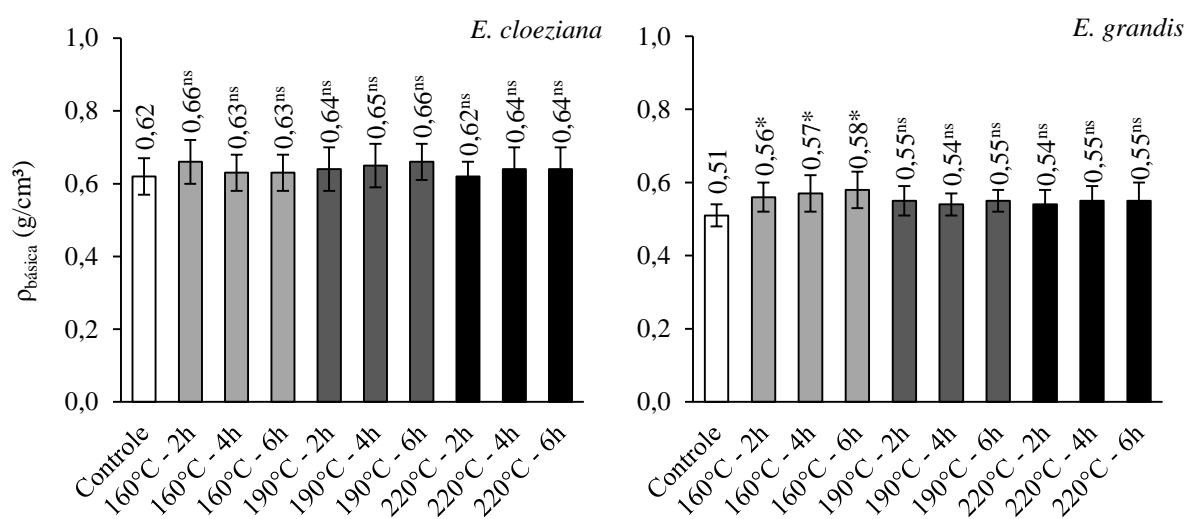 E. cloeziana
ρbásica (g/cm³)
1,0
0,8
0,6
0,4
0,2
0,0
0,62
0,66ns
0,63ns
0,63ns
0,64ns
0,65ns
0,66ns
0,62ns
0,64ns
0,64ns
Controle
160°C - 2h
160°C - 4h
160°C - 6h
190°C - 2h
190°C - 4h
190°C - 6h
220°C - 2h
220°C - 4h
220°C - 6h
E. grandis
1,0
0,8
0,6
0,4
0,2
0,0
0,51
0,56*
0,57*
0,58*
0,55ns
0,54ns
0,55ns
0,54ns
0,55ns
0,55ns
Controle
160°C - 2h
160°C - 4h
160°C - 6h
190°C - 2h
190°C - 4h
190°C - 6h
220°C - 2h
220°C - 4h
220°C - 6h